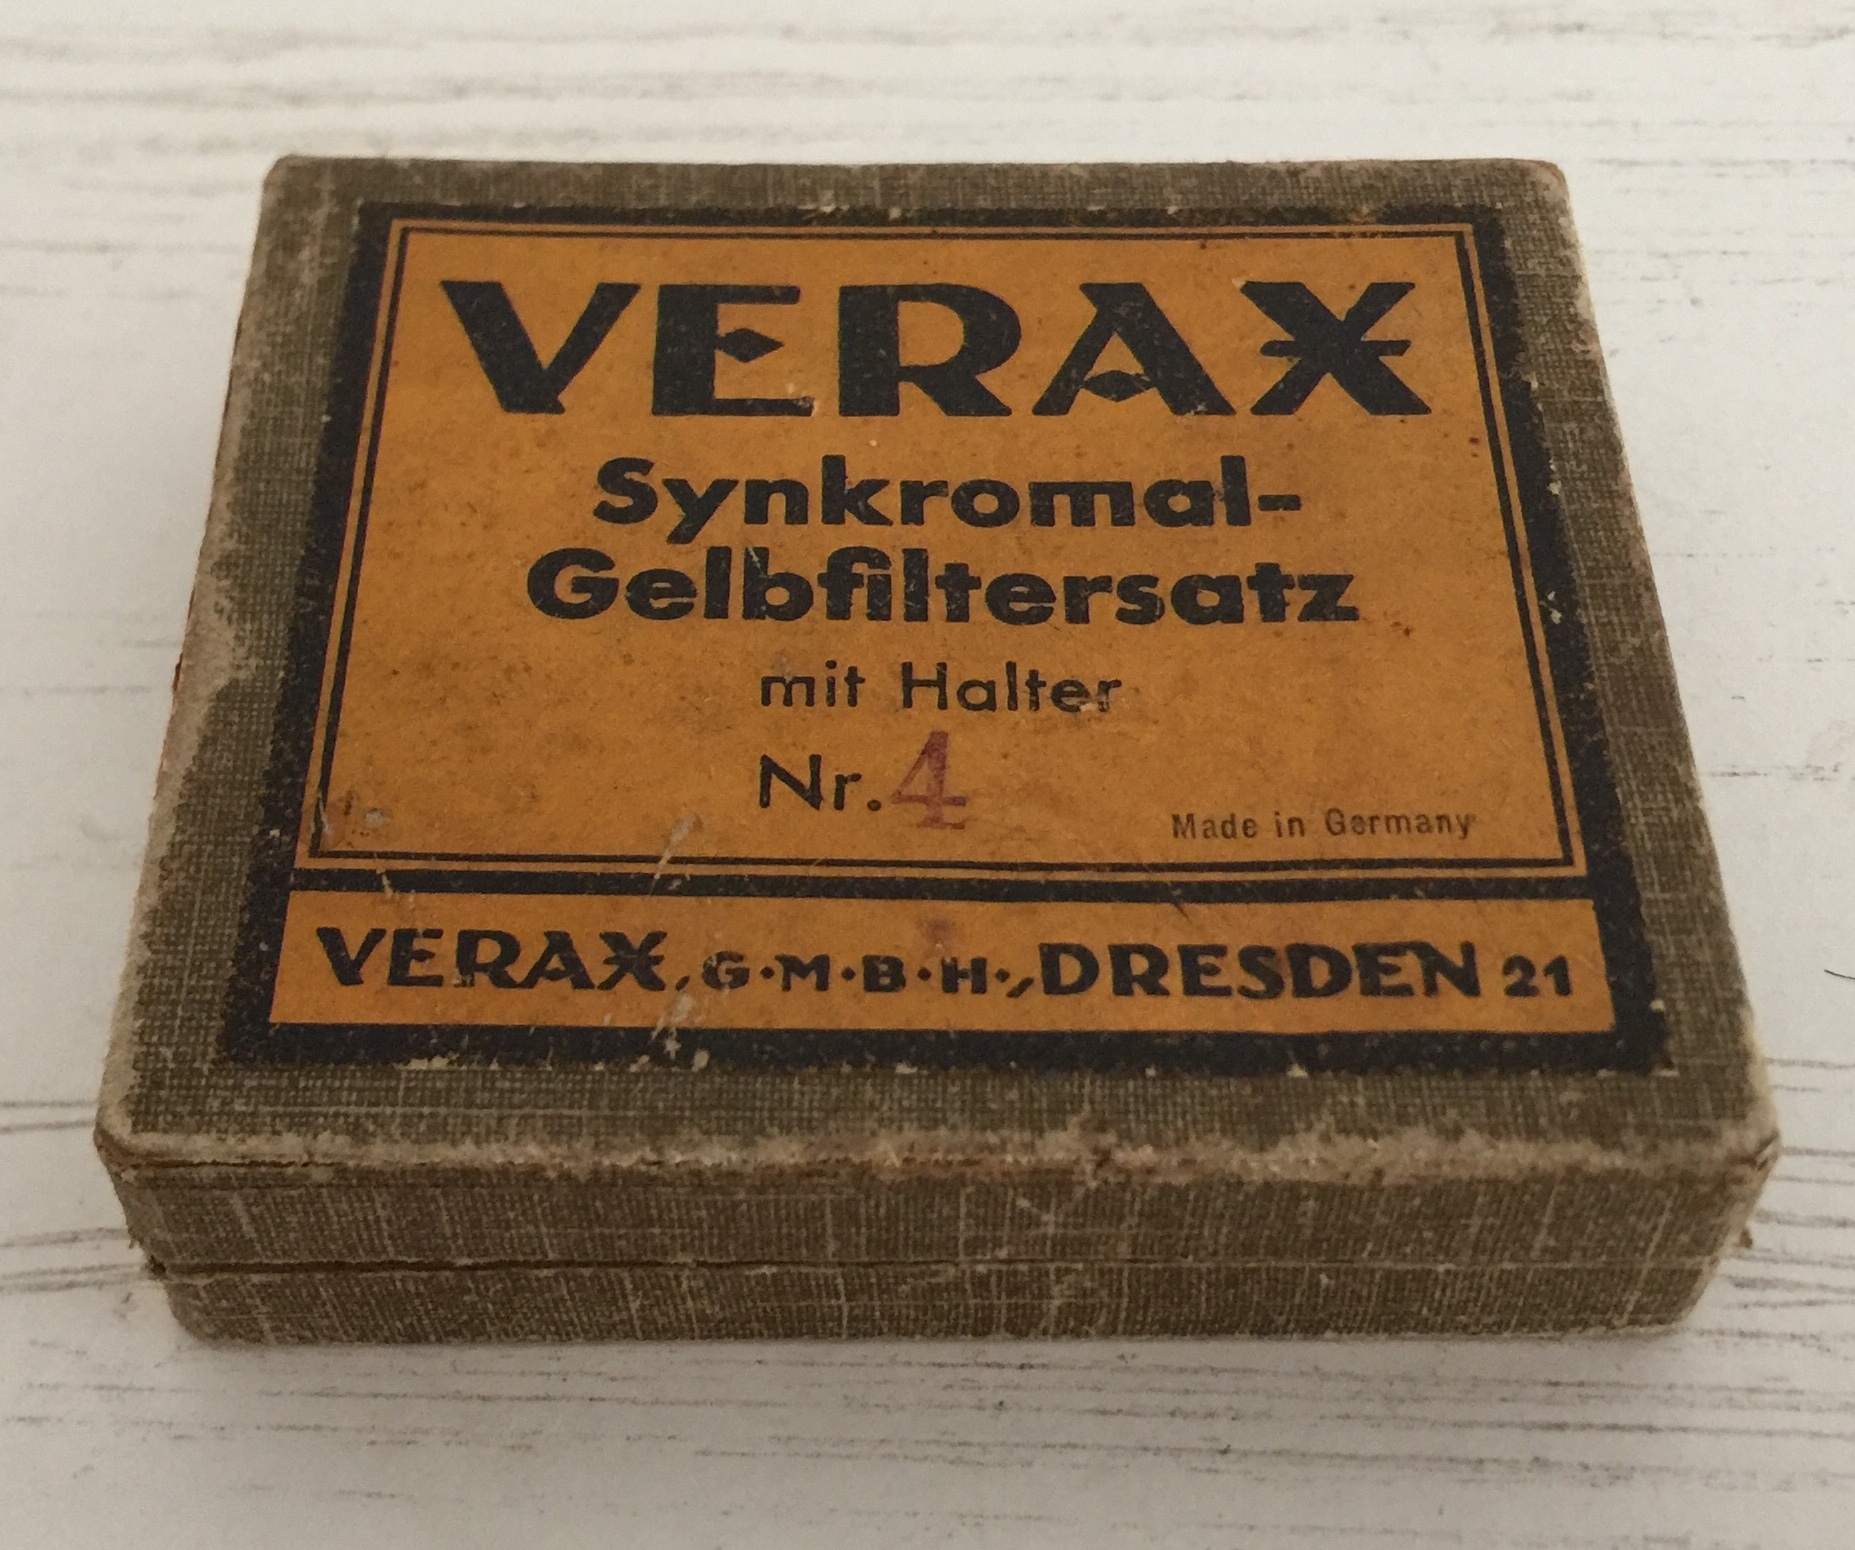 VERAX
Synkromal-
Gelbfiltersatz
mit Halter
Nr. 4
Made in Germany
VERAX, G·M·B·H·, DRESDEN 21